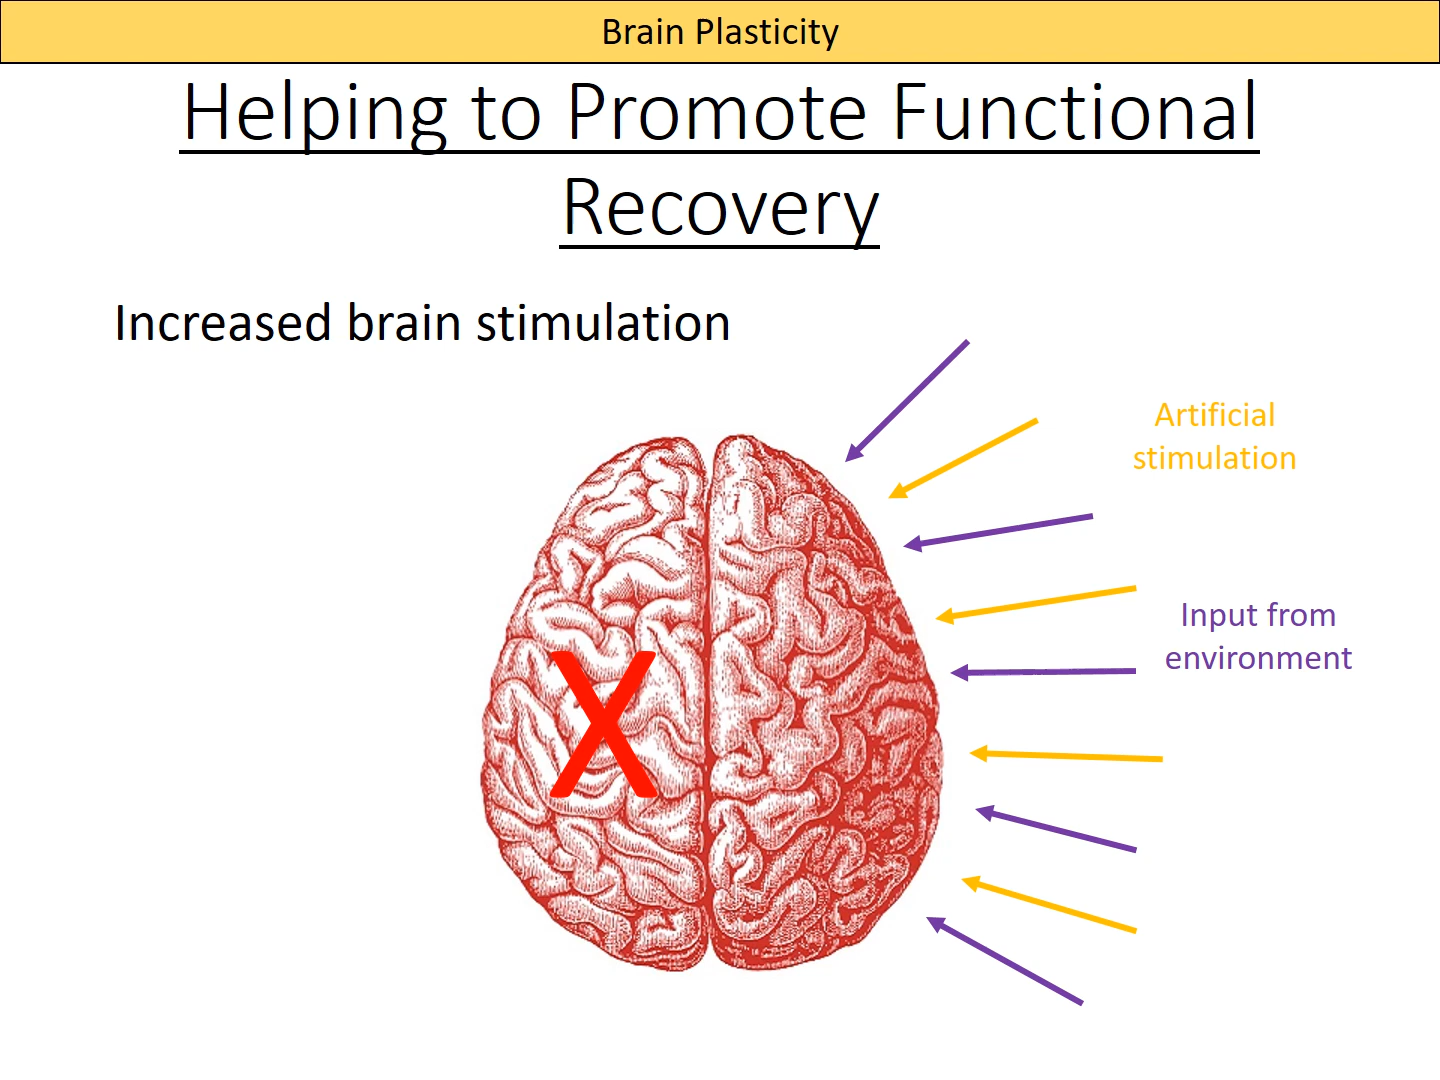 Brain Plasticity
Helping to Promote Functional
Recovery
Increased brain stimulation
Artificial
stimulation
Input from
environment
X